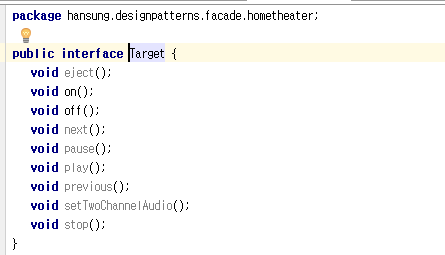 package hansung.designpatterns.facade.hometheater;
public interface Target {
void eject();
void on();
void off();
void next();
void pause();
void play();
void previous();
void setTwoChannelAudio();
void stop();
}